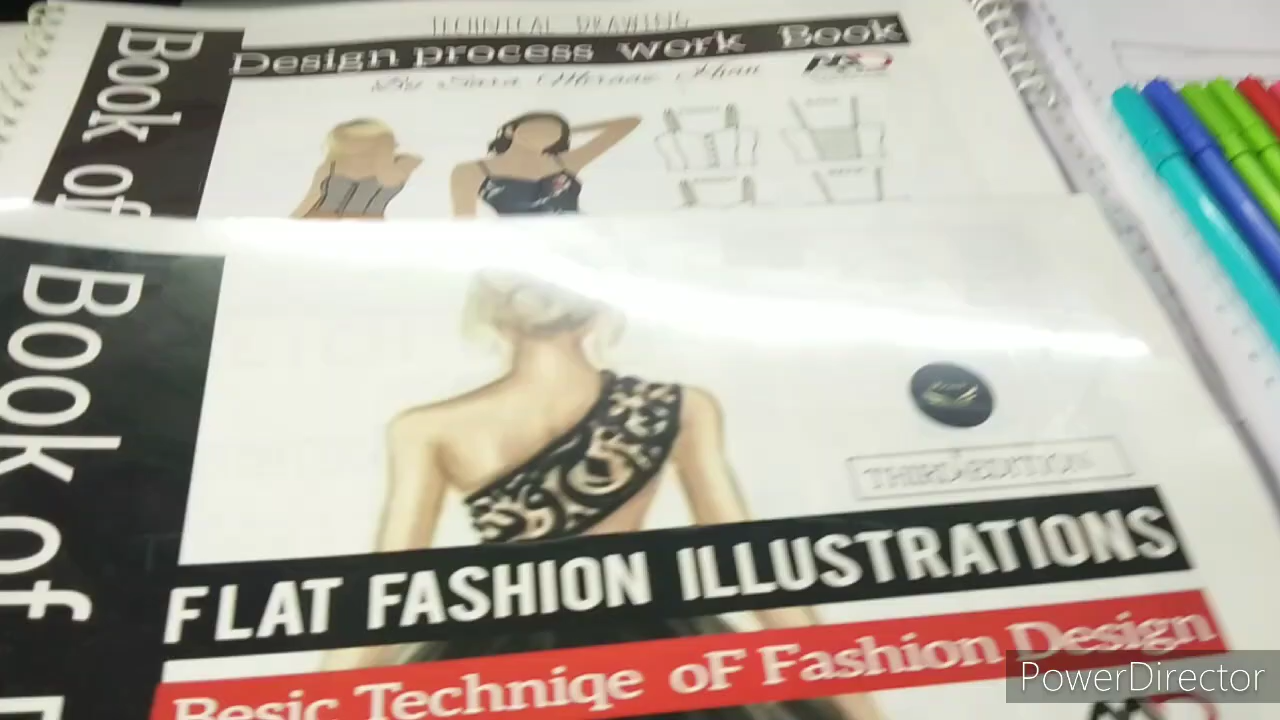 TECHNICAL DRAWING
Design process work Book
Book of
Book of
THIRD EDITION
FLAT FASHION ILLUSTRATIONS
Besic Techniqe oF Fashion Design
PowerDirector